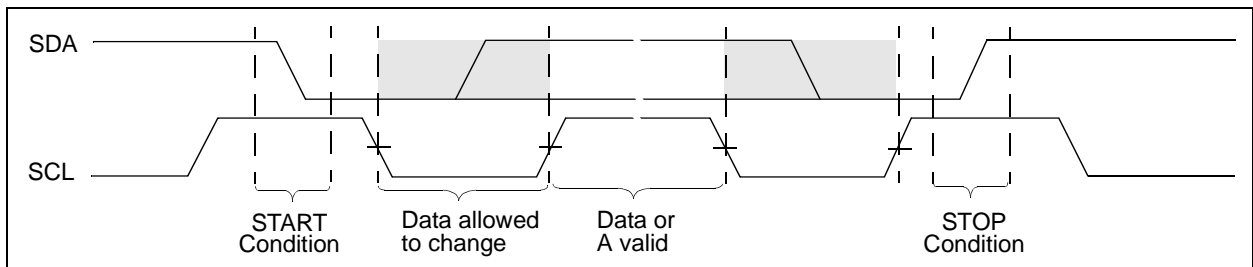 SDA
SCL
START
Condition
Data allowed
to change
Data or
A valid
STOP
Condition